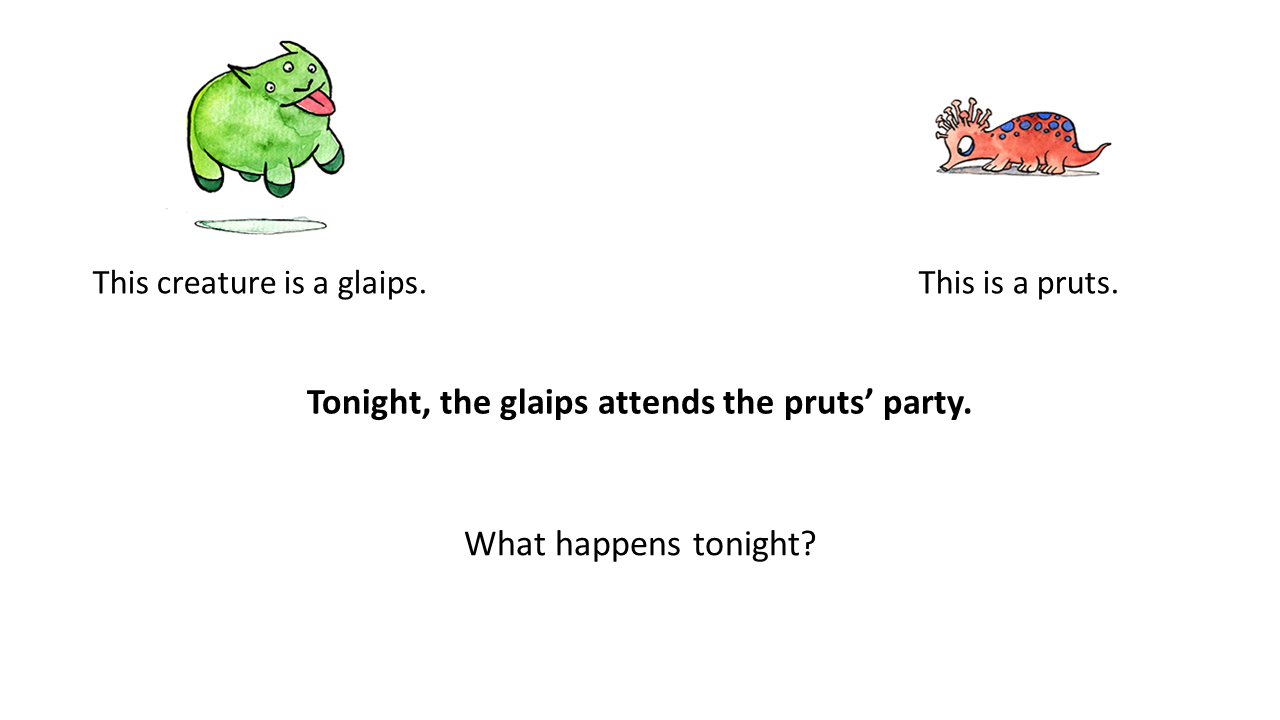 This creature is a glaips.
This is a pruts.
Tonight, the glaips attends the pruts’ party.
What happens tonight?